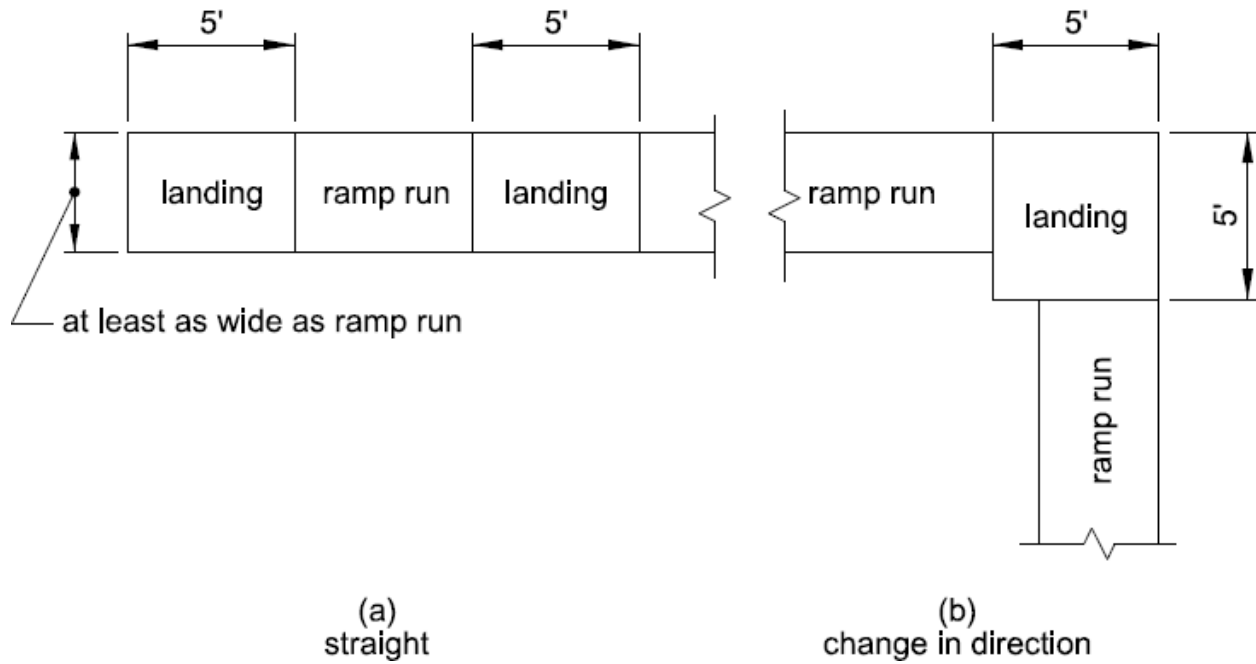 5'
5'
5'
landing
ramp run
landing
ramp run
landing
5'
at least as wide as ramp run
ramp run
(a)
straight
(b)
change in direction